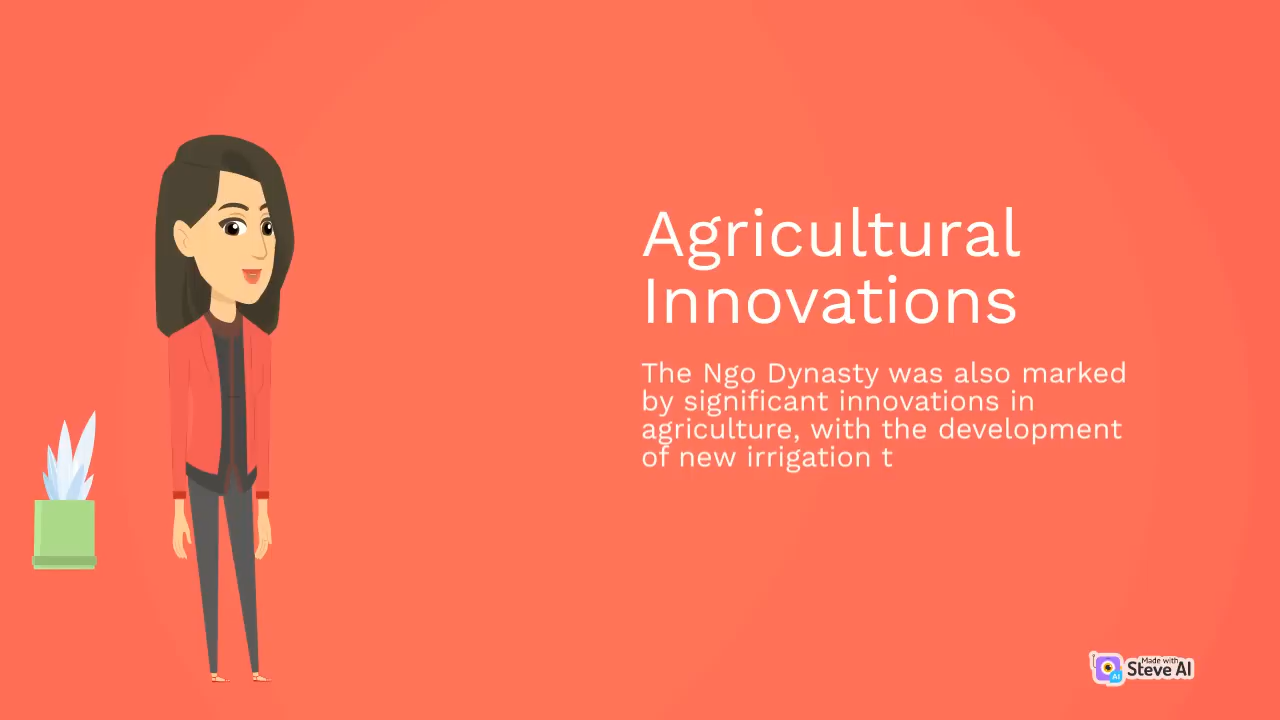 Agricultural
Innovations
The Ngo Dynasty was also marked
by significant innovations in
agriculture, with the development
of new irrigation t
Made with
Steve AI
AI